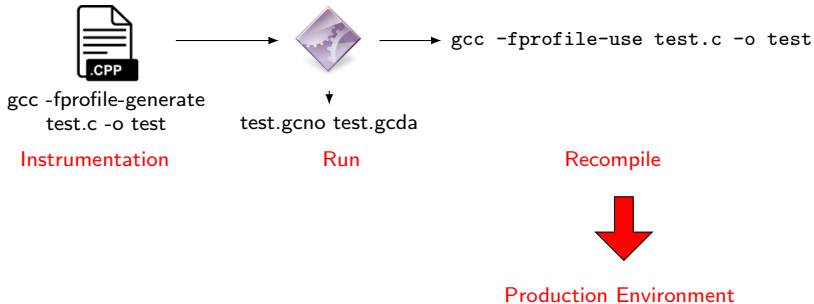 .CPP
gcc -fprofile-use test.c -o test
gcc -fprofile-generate
test.c -o test
test.gcno test.gcda
Instrumentation
Run
Recompile
Production Environment